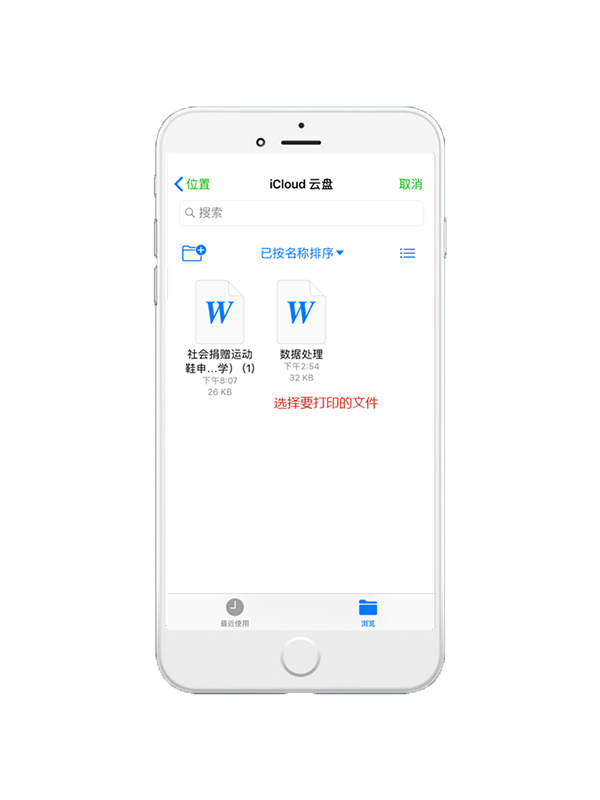 位置
iCloud 云盘
取消
搜索
已按名称排序
W
W
社会捐赠运动
鞋申...学） (1)
下午8:07
26 KB
数据处理
下午2:54
32 KB
选择要打印的文件
最近使用
浏览